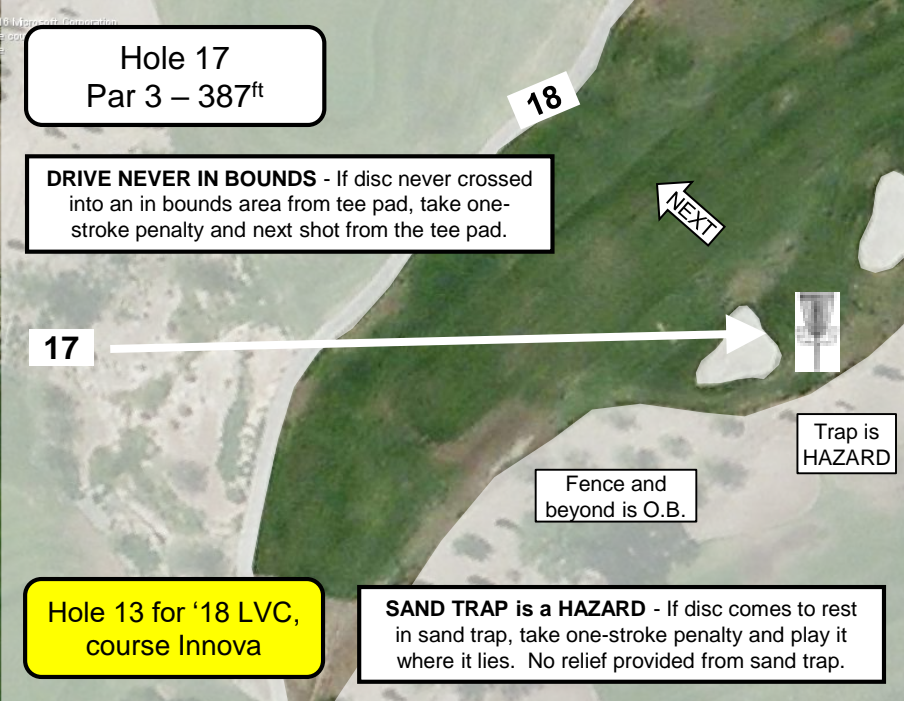 Microsoft Corporation
Hole 17
Par 3 – 387ft
18
DRIVE NEVER IN BOUNDS - If disc never crossed
into an in bounds area from tee pad, take one-
stroke penalty and next shot from the tee pad.
NEXT
17
Trap is
HAZARD
Fence and
beyond is O.B.
Hole 13 for ‘18 LVC,
course Innova
SAND TRAP is a HAZARD - If disc comes to rest
in sand trap, take one-stroke penalty and play it
where it lies. No relief provided from sand trap.